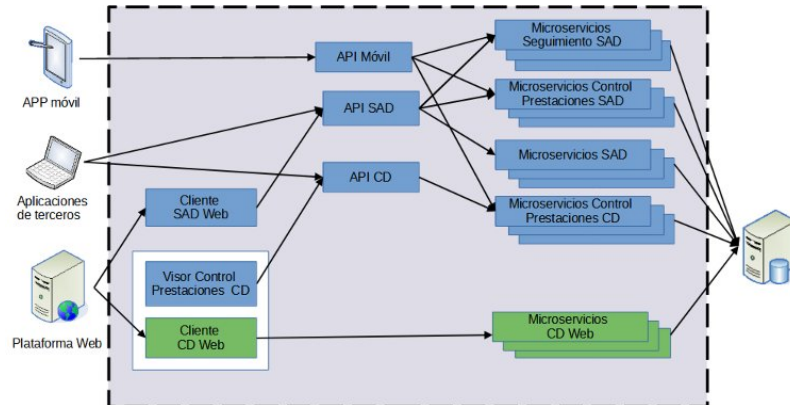 Microservicios
Seguimiento SAD
API Móvil
APP móvil
Microservicios Control
Prestaciones SAD
API SAD
Microservicios SAD
API CD
Aplicaciones
de terceros
Cliente
SAD Web
Microservicios Control
Prestaciones CD
Visor Control
Prestaciones CD
Plataforma Web
Cliente
CD Web
Microservicios
CD Web